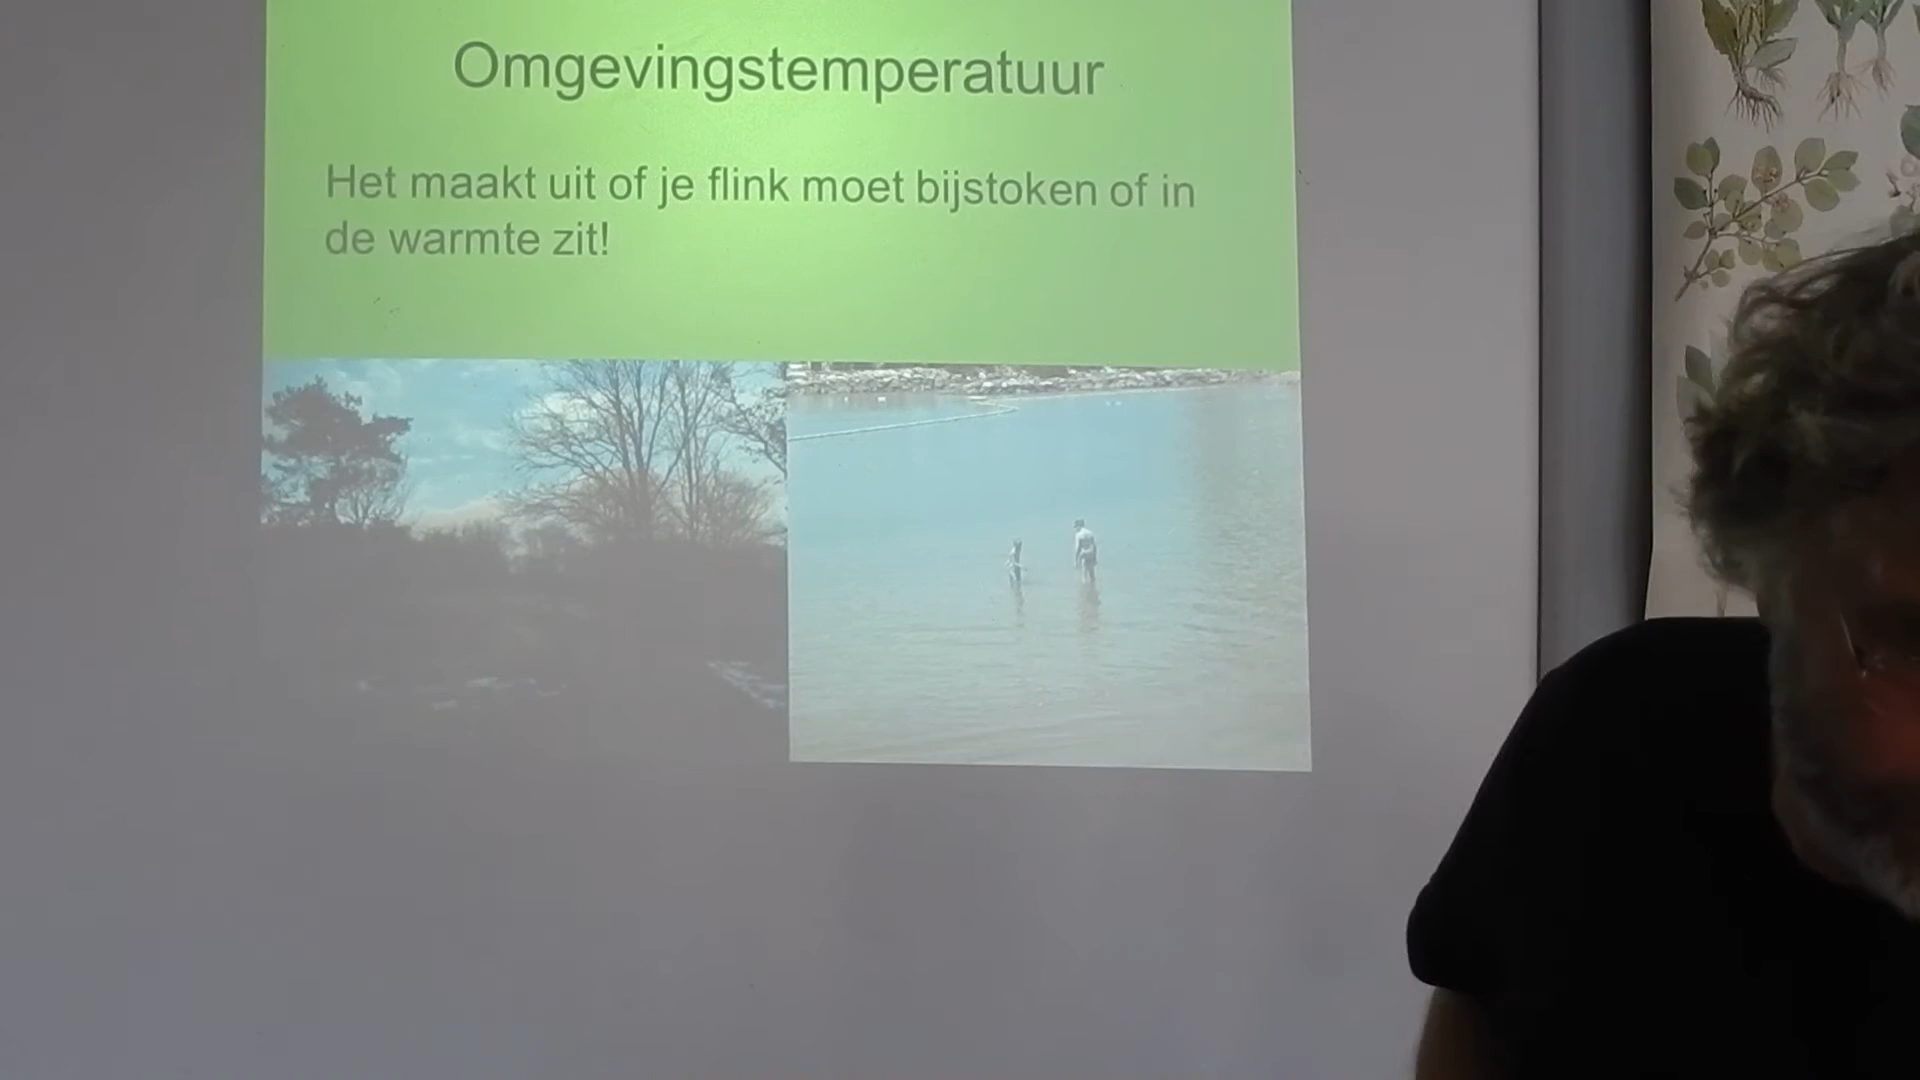 Omgevingstemperatuur
Het maakt uit of je flink moet bijstoken of in
de warmte zit!